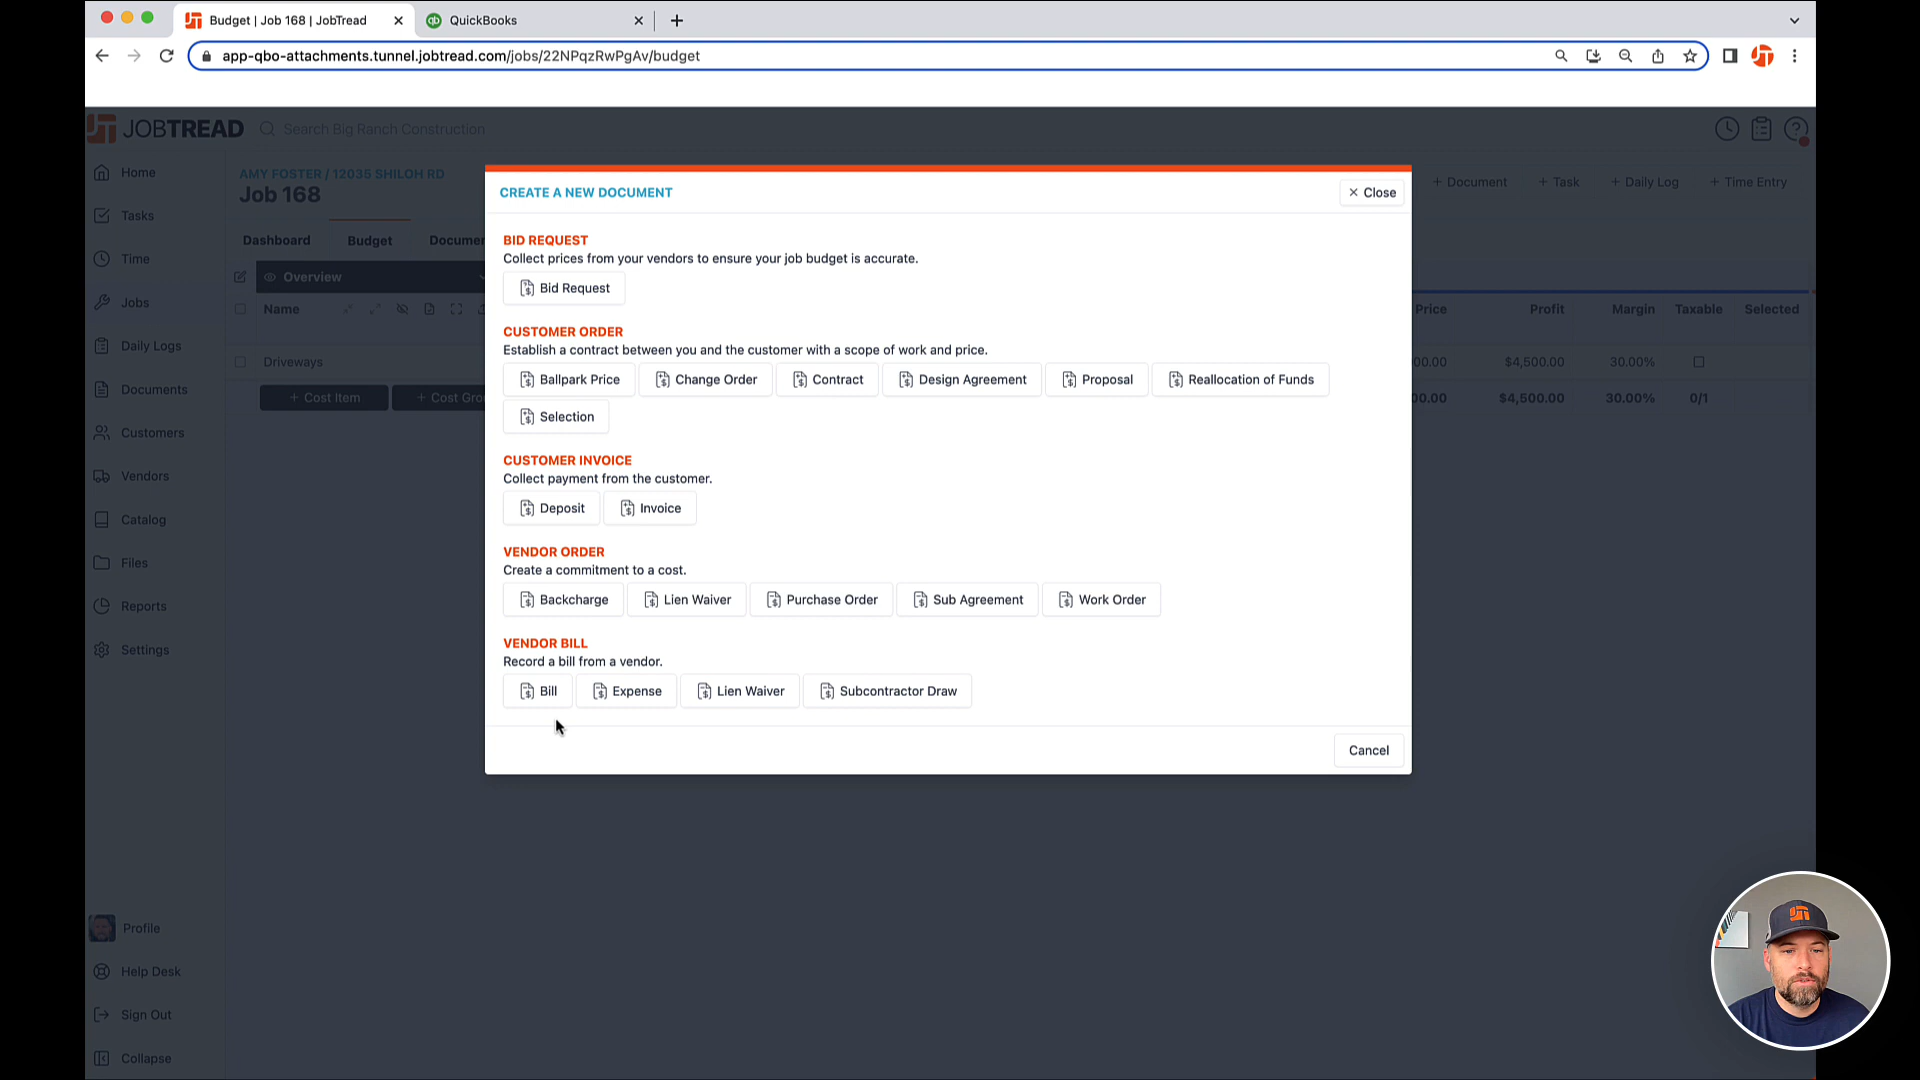 Budget | Job 168 | JobTread
QuickBooks
app-qbo-attachments.tunnel.jobtread.com/jobs/22NPqzRwPgAv/budget
JOBTREAD
Search Big Ranch Construction
Home
Tasks
Time
Jobs
Daily Logs
Documents
Customers
Vendors
Catalog
Files
Reports
Settings
Profile
Help Desk
Sign Out
Collapse
AMY FOSTER / 12035 SHILOH RD
Job 168
+ Document + Task + Daily Log + Time Entry
Dashboard Budget Documen
Overview
Name
Price Profit Margin Taxable Selected
Driveways
00.00 $4,500.00 30.00%
+ Cost Item + Cost Gro
00.00 $4,500.00 30.00% 0/1
CREATE A NEW DOCUMENT
Close
BID REQUEST
Collect prices from your vendors to ensure your job budget is accurate.
Bid Request
CUSTOMER ORDER
Establish a contract between you and the customer with a scope of work and price.
Ballpark Price Change Order Contract Design Agreement Proposal Reallocation of Funds
Selection
CUSTOMER INVOICE
Collect payment from the customer.
Deposit Invoice
VENDOR ORDER
Create a commitment to a cost.
Backcharge Lien Waiver Purchase Order Sub Agreement Work Order
VENDOR BILL
Record a bill from a vendor.
Bill Expense Lien Waiver Subcontractor Draw
Cancel